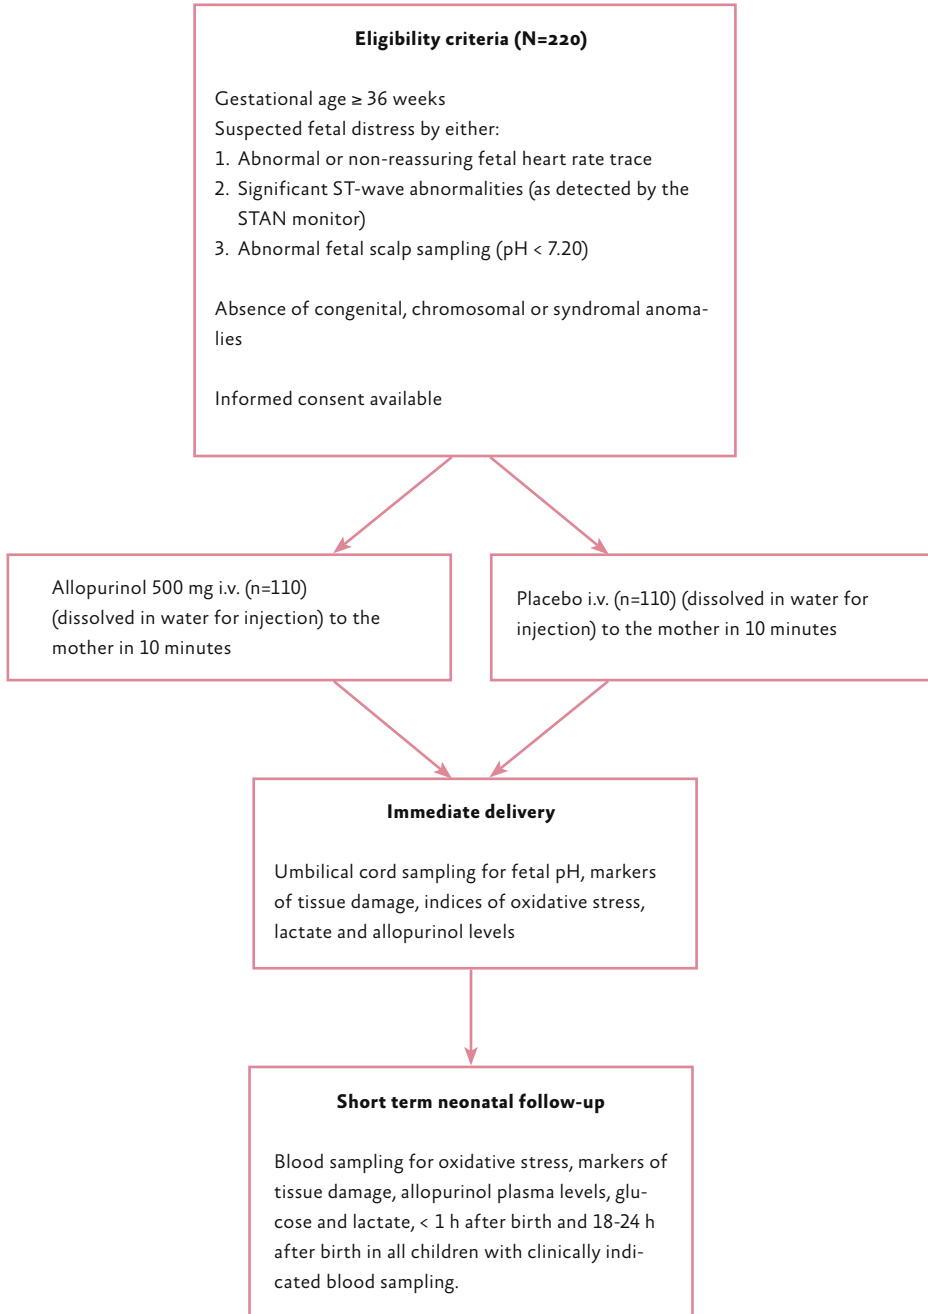 Eligibility criteria (N=220)
Gestational age ≥ 36 weeks
Suspected fetal distress by either:
1. Abnormal or non-reassuring fetal heart rate trace
2. Significant ST-wave abnormalities (as detected by the
STAN monitor)
3. Abnormal fetal scalp sampling (pH < 7.20)
Absence of congenital, chromosomal or syndromal anoma-
lies
Informed consent available
Allopurinol 500 mg i.v. (n=110)
(dissolved in water for injection) to the
mother in 10 minutes
Placebo i.v. (n=110) (dissolved in water for
injection) to the mother in 10 minutes
Immediate delivery
Umbilical cord sampling for fetal pH, markers
of tissue damage, indices of oxidative stress,
lactate and allopurinol levels
Short term neonatal follow-up
Blood sampling for oxidative stress, markers of
tissue damage, allopurinol plasma levels, glu-
cose and lactate, < 1 h after birth and 18-24 h
after birth in all children with clinically indi-
cated blood sampling.